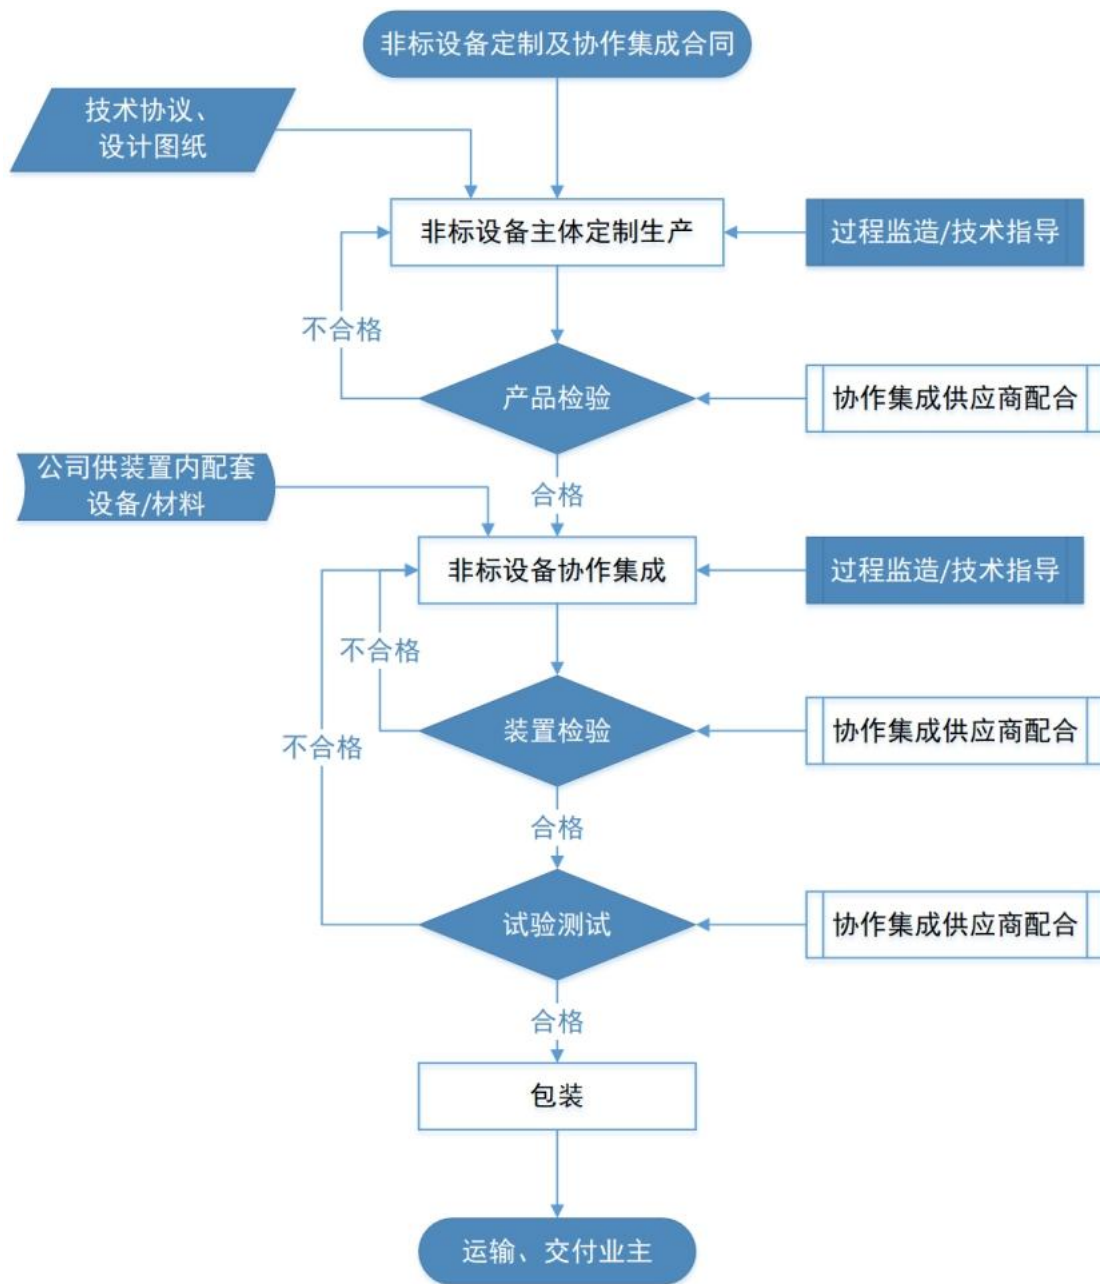 非标设备定制及协作集成合同
技术协议、
设计图纸
非标设备主体定制生产
过程监造/技术指导
不合格
产品检验
协作集成供应商配合
公司供装置内配套
设备/材料
合格
非标设备协作集成
过程监造/技术指导
不合格
装置检验
协作集成供应商配合
不合格
合格
试验测试
协作集成供应商配合
合格
包装
运输、交付业主